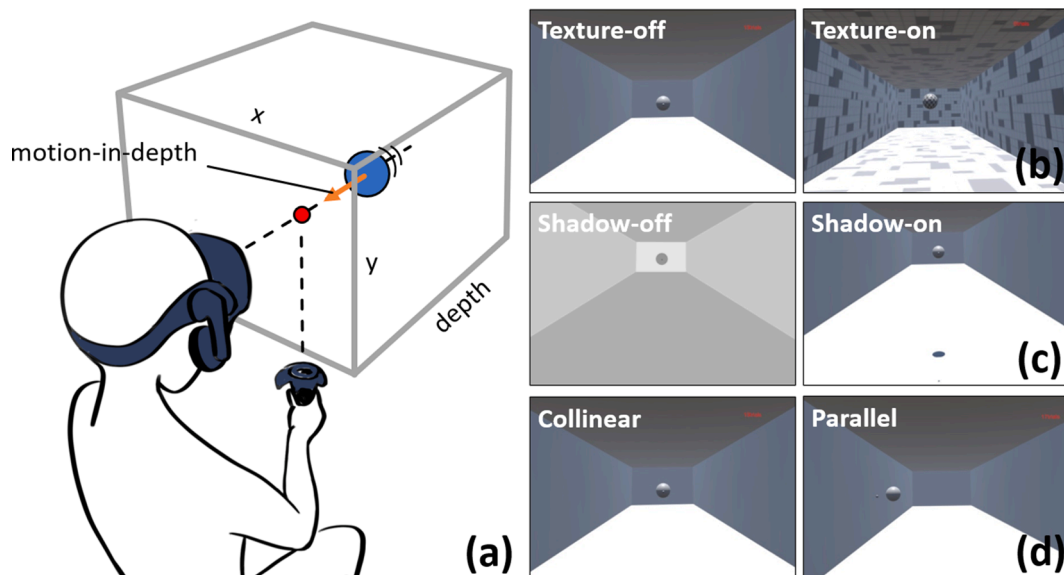 x
motion-in-depth
y
depth
(a)
Texture-off
Texture-on
(b)
Shadow-off
Shadow-on
(c)
Collinear
Parallel
(d)